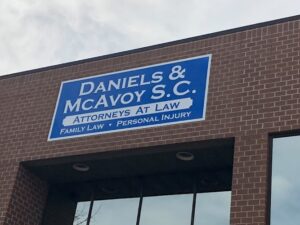 DANIELS &
MCAVOY S.C.
ATTORNEYS AT LAW
FAMILY LAW • PERSONAL INJURY